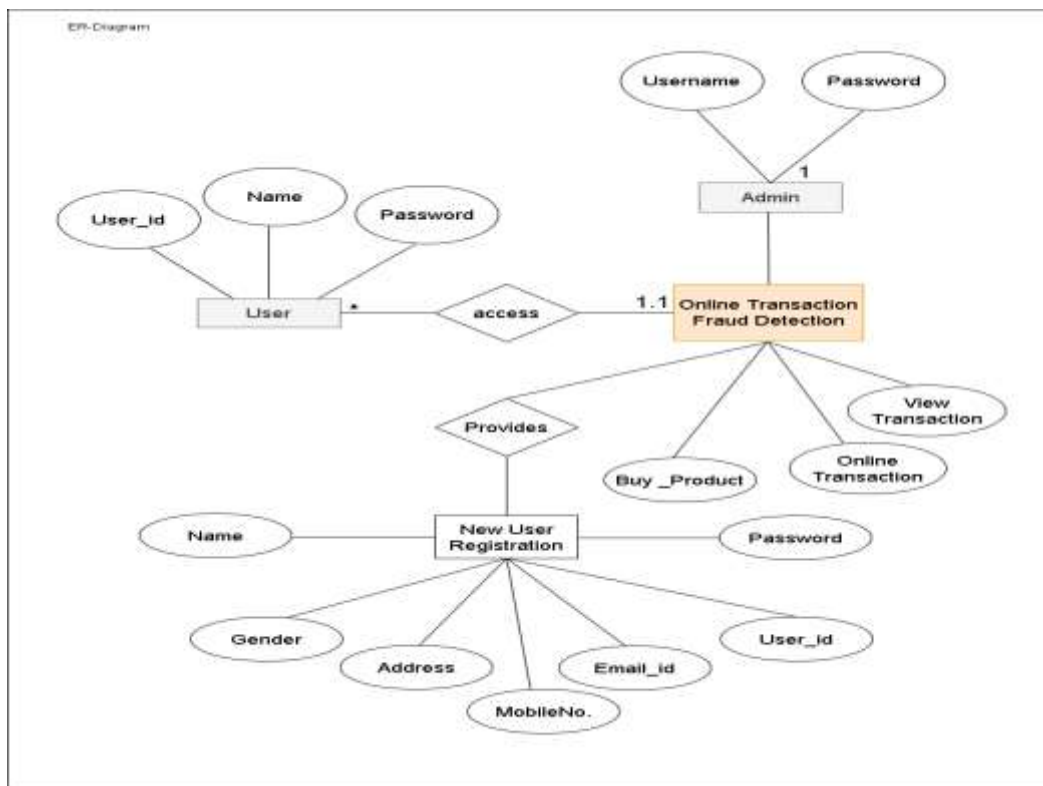 ER-Diagram
Username
Password
1
Admin
Name
User_id
Password
User
*
access
1.1
Online Transaction
Fraud Detection
View
Transaction
Provides
Online
Transaction
Buy _Product
New User
Registration
Name
Password
Gender
User_id
Address
Email_id
MobileNo.